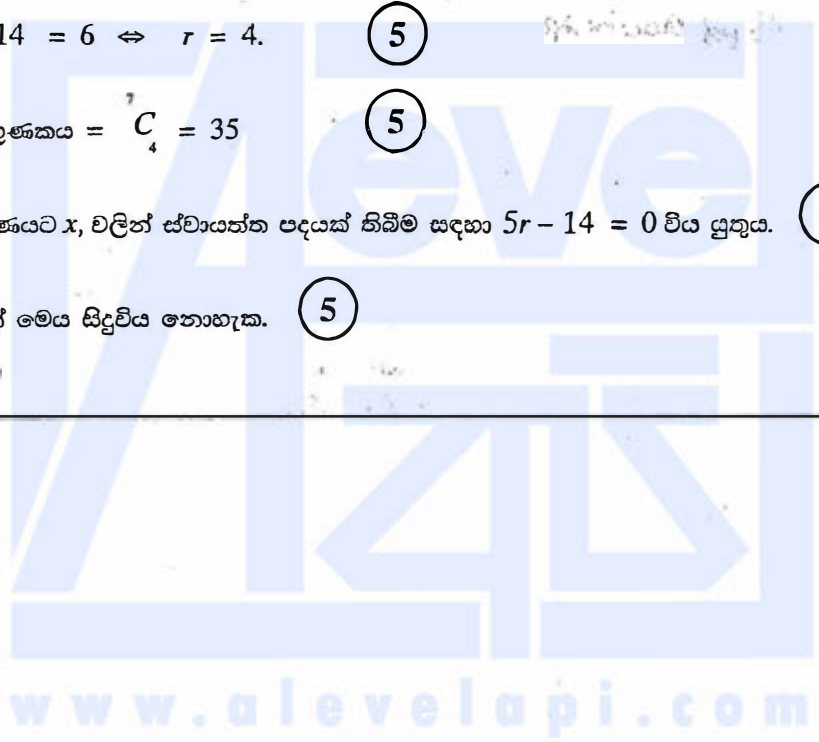 14 = 6 ⇔ r = 4. 5
ගුණකය = ⁷C₄ = 35 5
x, වලින් ස්වායත්ත පදයක් තිබීම සඳහා 5r – 14 = 0 විය යුතුය.
මෙය සිදුවිය නොහැක. 5
www.alevelapi.com